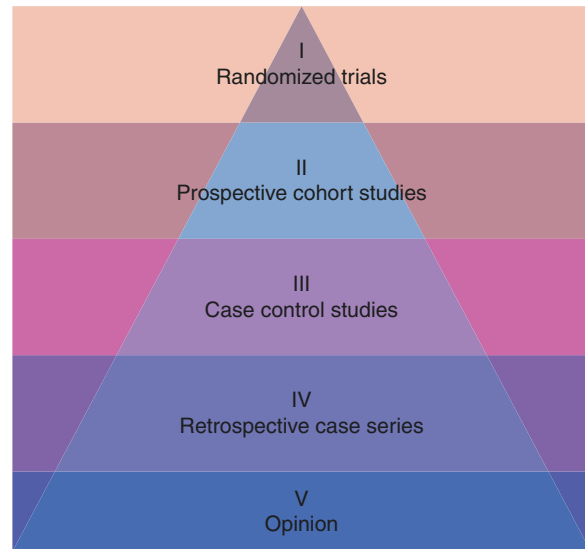 I
Randomized trials
II
Prospective cohort studies
III
Case control studies
IV
Retrospective case series
V
Opinion